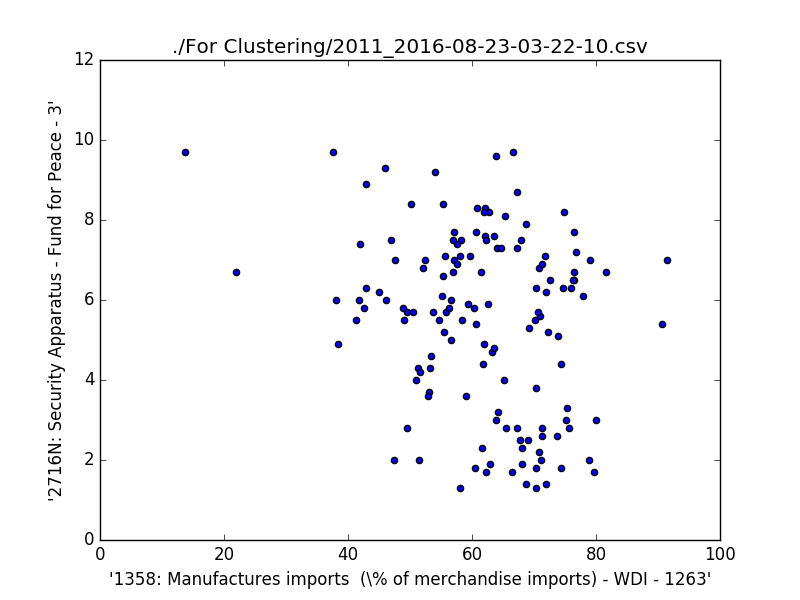 ./For Clustering/2011_2016-08-23-03-22-10.csv
'2716N: Security Apparatus - Fund for Peace - 3'
12
10
8
6
4
2
0
0 20 40 60 80 100
'1358: Manufactures imports  (\% of merchandise imports) - WDI - 1263'